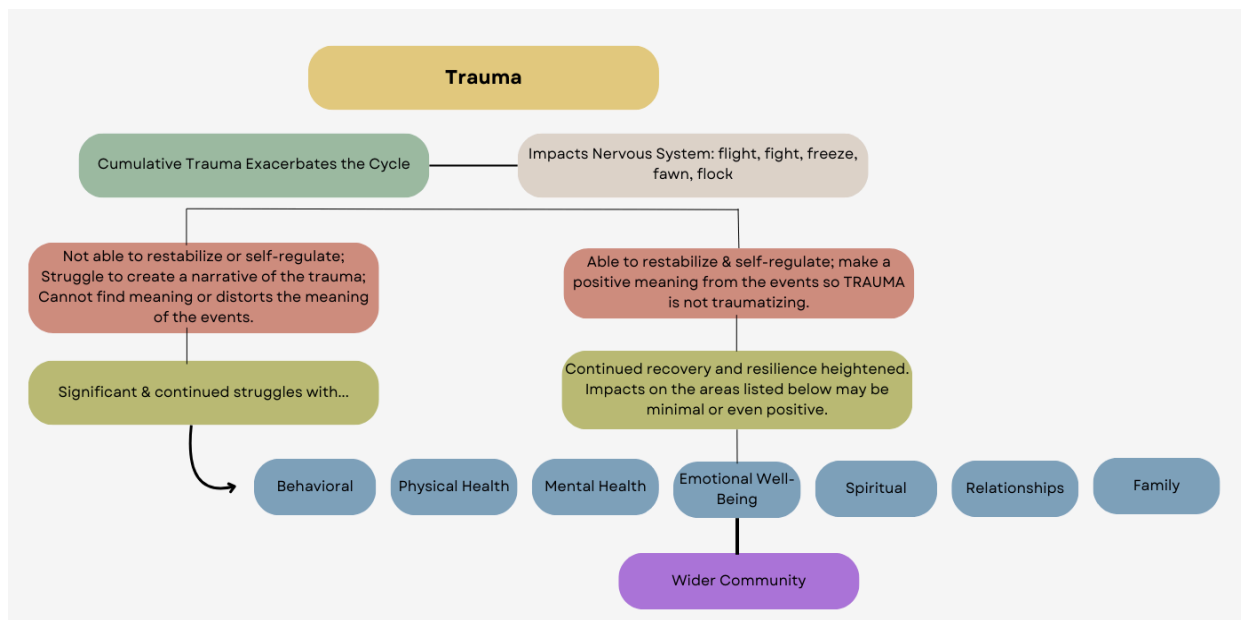 Trauma
Cumulative Trauma Exacerbates the Cycle
Impacts Nervous System: flight, fight, freeze,
fawn, flock
Not able to restabilize or self-regulate;
Struggle to create a narrative of the trauma;
Cannot find meaning or distorts the meaning
of the events.
Able to restabilize & self-regulate; make a
positive meaning from the events so TRAUMA
is not traumatizing.
Significant & continued struggles with...
Continued recovery and resilience heightened.
Impacts on the areas listed below may be
minimal or even positive.
Behavioral
Physical Health
Mental Health
Emotional Well-
Being
Spiritual
Relationships
Family
Wider Community